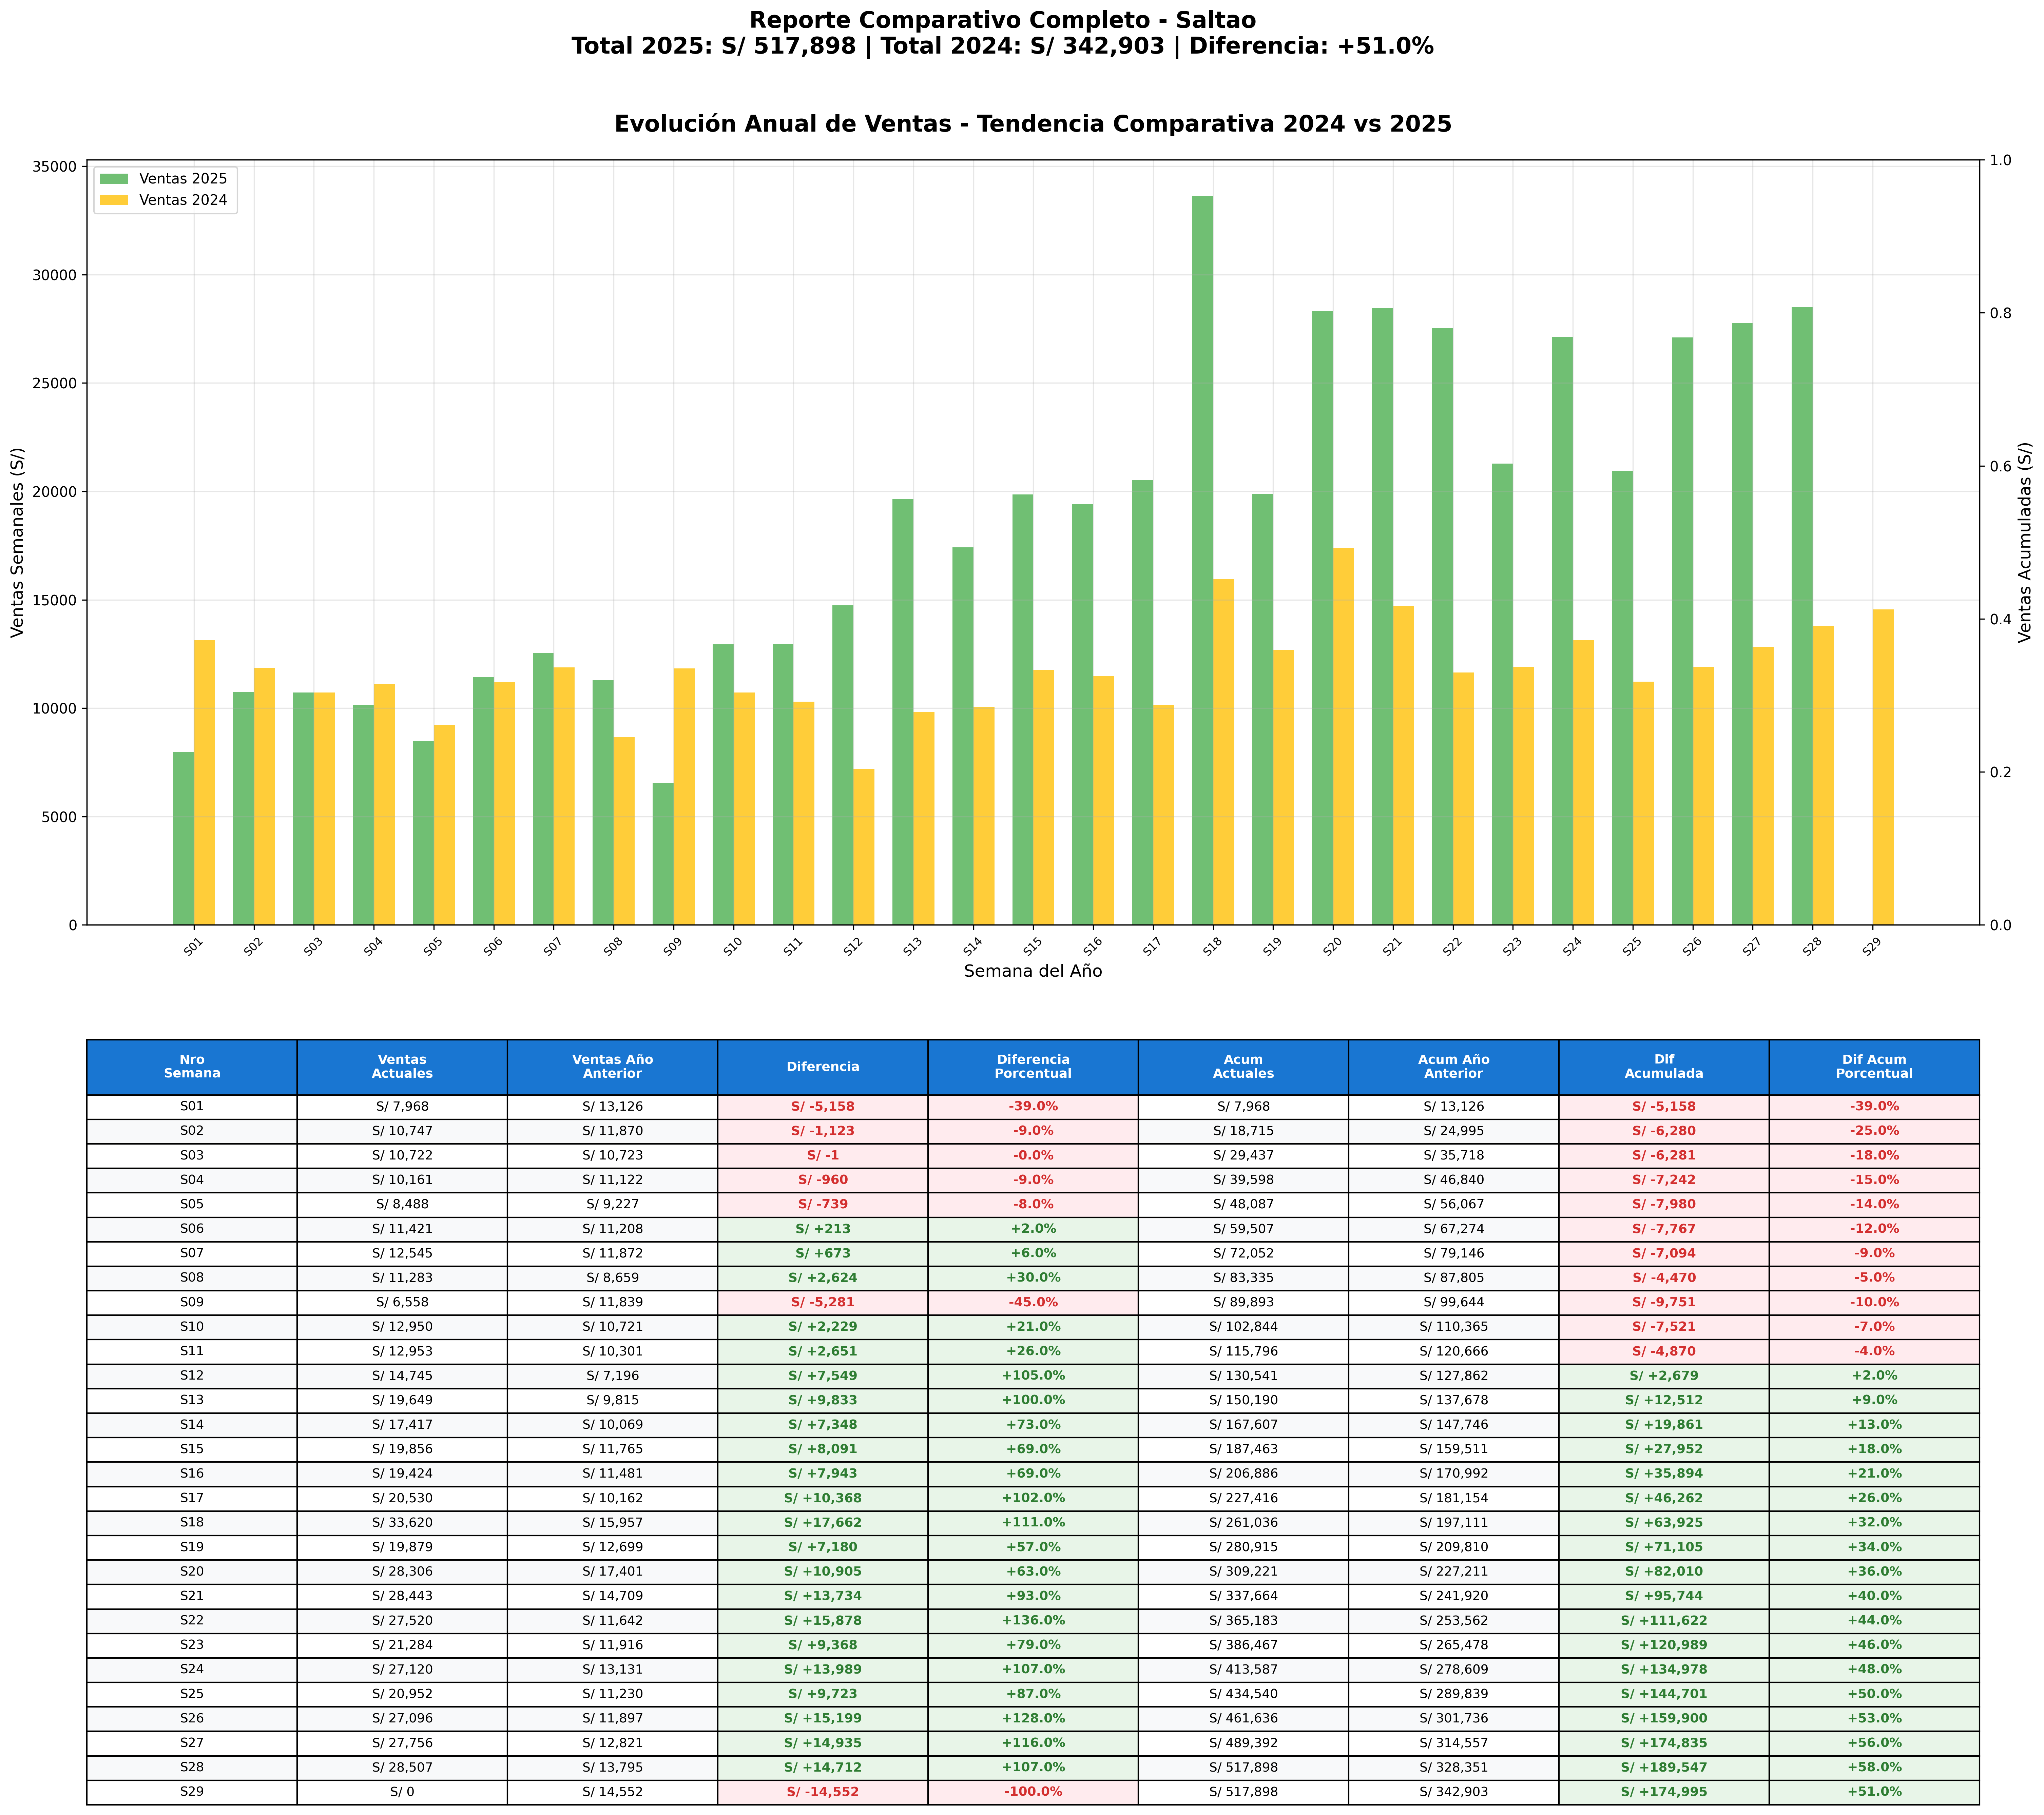 Reporte Comparativo Completo - Saltao
Total 2025: S/ 517,898 | Total 2024: S/ 342,903 | Diferencia: +51.0%
Evolución Anual de Ventas - Tendencia Comparativa 2024 vs 2025
Ventas 2025
Ventas 2024
Ventas Semanales (S/)
35000
30000
25000
20000
15000
10000
5000
0
Ventas Acumuladas (S/)
1.0
0.8
0.6
0.4
0.2
0.0
S01 S02 S03 S04 S05 S06 S07 S08 S09 S10 S11 S12 S13 S14 S15 S16 S17 S18 S19 S20 S21 S22 S23 S24 S25 S26 S27 S28 S29
Semana del Año
Nro Semana | Ventas Actuales | Ventas Año Anterior | Diferencia | Diferencia Porcentual | Acum Actuales | Acum Año Anterior | Dif Acumulada | Dif Acum Porcentual
S01 S/ 7,968 S/ 13,126 S/ -5,158 -39.0% S/ 7,968 S/ 13,126 S/ -5,158 -39.0%
S02 S/ 10,747 S/ 11,870 S/ -1,123 -9.0% S/ 18,715 S/ 24,995 S/ -6,280 -25.0%
S03 S/ 10,722 S/ 10,723 S/ -1 -0.0% S/ 29,437 S/ 35,718 S/ -6,281 -18.0%
S04 S/ 10,161 S/ 11,122 S/ -960 -9.0% S/ 39,598 S/ 46,840 S/ -7,242 -15.0%
S05 S/ 8,488 S/ 9,227 S/ -739 -8.0% S/ 48,087 S/ 56,067 S/ -7,980 -14.0%
S06 S/ 11,421 S/ 11,208 S/ +213 +2.0% S/ 59,507 S/ 67,274 S/ -7,767 -12.0%
S07 S/ 12,545 S/ 11,872 S/ +673 +6.0% S/ 72,052 S/ 79,146 S/ -7,094 -9.0%
S08 S/ 11,283 S/ 8,659 S/ +2,624 +30.0% S/ 83,335 S/ 87,805 S/ -4,470 -5.0%
S09 S/ 6,558 S/ 11,839 S/ -5,281 -45.0% S/ 89,893 S/ 99,644 S/ -9,751 -10.0%
S10 S/ 12,950 S/ 10,721 S/ +2,229 +21.0% S/ 102,844 S/ 110,365 S/ -7,521 -7.0%
S11 S/ 12,953 S/ 10,301 S/ +2,651 +26.0% S/ 115,796 S/ 120,666 S/ -4,870 -4.0%
S12 S/ 14,745 S/ 7,196 S/ +7,549 +105.0% S/ 130,541 S/ 127,862 S/ +2,679 +2.0%
S13 S/ 19,649 S/ 9,815 S/ +9,833 +100.0% S/ 150,190 S/ 137,678 S/ +12,512 +9.0%
S14 S/ 17,417 S/ 10,069 S/ +7,348 +73.0% S/ 167,607 S/ 147,746 S/ +19,861 +13.0%
S15 S/ 19,856 S/ 11,765 S/ +8,091 +69.0% S/ 187,463 S/ 159,511 S/ +27,952 +18.0%
S16 S/ 19,424 S/ 11,481 S/ +7,943 +69.0% S/ 206,886 S/ 170,992 S/ +35,894 +21.0%
S17 S/ 20,530 S/ 10,162 S/ +10,368 +102.0% S/ 227,416 S/ 181,154 S/ +46,262 +26.0%
S18 S/ 33,620 S/ 15,957 S/ +17,662 +111.0% S/ 261,036 S/ 197,111 S/ +63,925 +32.0%
S19 S/ 19,879 S/ 12,699 S/ +7,180 +57.0% S/ 280,915 S/ 209,810 S/ +71,105 +34.0%
S20 S/ 28,306 S/ 17,401 S/ +10,905 +63.0% S/ 309,221 S/ 227,211 S/ +82,010 +36.0%
S21 S/ 28,443 S/ 14,709 S/ +13,734 +93.0% S/ 337,664 S/ 241,920 S/ +95,744 +40.0%
S22 S/ 27,520 S/ 11,642 S/ +15,878 +136.0% S/ 365,183 S/ 253,562 S/ +111,622 +44.0%
S23 S/ 21,284 S/ 11,916 S/ +9,368 +79.0% S/ 386,467 S/ 265,478 S/ +120,989 +46.0%
S24 S/ 27,120 S/ 13,131 S/ +13,989 +107.0% S/ 413,587 S/ 278,609 S/ +134,978 +48.0%
S25 S/ 20,952 S/ 11,230 S/ +9,723 +87.0% S/ 434,540 S/ 289,839 S/ +144,701 +50.0%
S26 S/ 27,096 S/ 11,897 S/ +15,199 +128.0% S/ 461,636 S/ 301,736 S/ +159,900 +53.0%
S27 S/ 27,756 S/ 12,821 S/ +14,935 +116.0% S/ 489,392 S/ 314,557 S/ +174,835 +56.0%
S28 S/ 28,507 S/ 13,795 S/ +14,712 +107.0% S/ 517,898 S/ 328,351 S/ +189,547 +58.0%
S29 S/ 0 S/ 14,552 S/ -14,552 -100.0% S/ 517,898 S/ 342,903 S/ +174,995 +51.0%